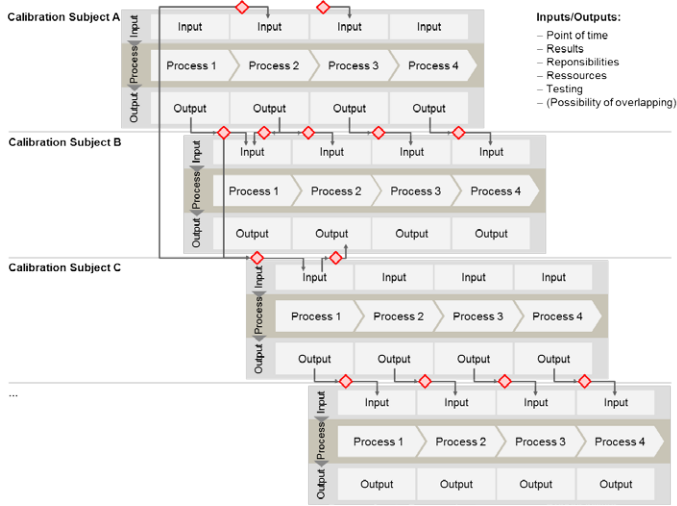 Calibration Subject A
Input
Input Input Input Input
Process
Process 1 Process 2 Process 3 Process 4
Output
Output Output Output Output
Inputs/Outputs:
– Point of time
– Results
– Reponsibilities
– Ressources
– Testing
– (Possibility of overlapping)
Calibration Subject B
Input
Input Input Input Input
Process
Process 1 Process 2 Process 3 Process 4
Output
Output Output Output Output
Calibration Subject C
Input
Input Input Input Input
Process
Process 1 Process 2 Process 3 Process 4
Output
Output Output Output Output
...
Input
Input Input Input Input
Process
Process 1 Process 2 Process 3 Process 4
Output
Output Output Output Output